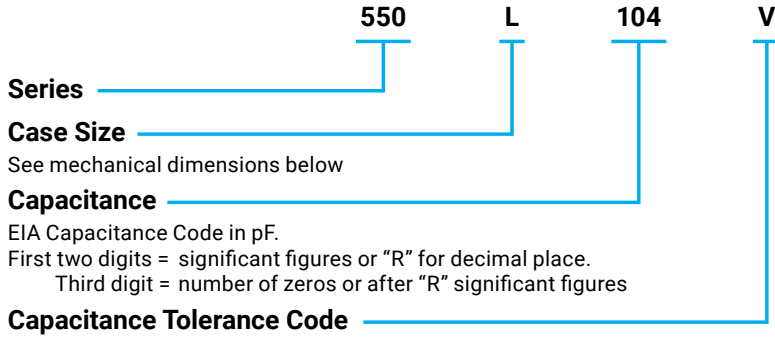 550 L 104 V
Series
Case Size
See mechanical dimensions below
Capacitance
EIA Capacitance Code in pF.
First two digits = significant figures or “R” for decimal place.
Third digit = number of zeros or after “R” significant figures
Capacitance Tolerance Code